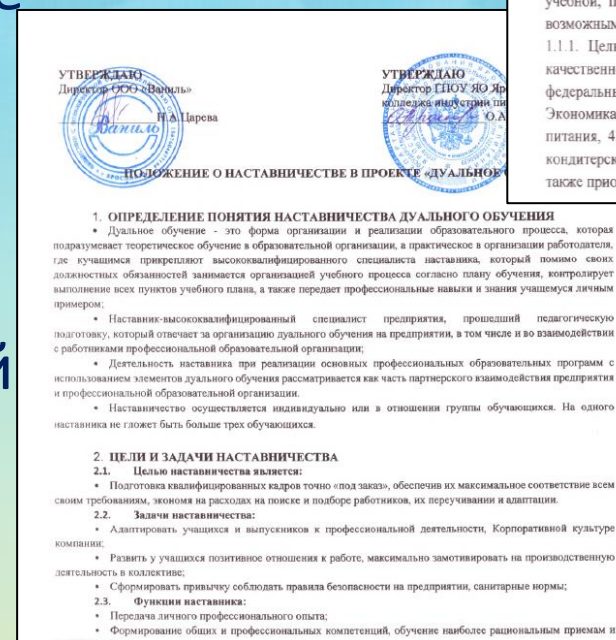 учебной, п
возможным
1.1.1. Цель
качественн
федеральны
Экономика
питания, 4
кондитерск
также прио
й
УТВЕРЖДАЮ
Директор ООО «Ваниль»
Н.А.Царева
Ваниль
УТВЕРЖДАЮ
Директор ГПОУ ЯО Яр
колледжа индустрии пи
О.А
ПОЛОЖЕНИЕ О НАСТАВНИЧЕСТВЕ В ПРОЕКТЕ «ДУАЛЬНОЕ
1. ОПРЕДЕЛЕНИЕ ПОНЯТИЯ НАСТАВНИЧЕСТВА ДУАЛЬНОГО ОБУЧЕНИЯ
• Дуальное обучение - это форма организации и реализации образовательного процесса, которая
подразумевает теоретическое обучение в образовательной организации, а практическое в организации работодателя,
где кучащимся прикрепляют высококвалифицированного специалиста наставника, который помимо своих
должностных обязанностей занимается организацией учебного процесса согласно плану обучения, контролирует
выполнение всех пунктов учебного плана, а также передает профессиональные навыки и знания учащемуся личным
примером;
• Наставник-высококвалифицированный специалист предприятия, прошедший педагогическую
подготовку, который отвечает за организацию дуального обучения на предприятии, в том числе и во взаимодействии
с работниками профессиональной образовательной организации;
• Деятельность наставника при реализации основных профессиональных образовательных программ с
использованием элементов дуального обучения рассматривается как часть партнерского взаимодействия предприятия
и профессиональной образовательной организации.
• Наставничество осуществляется индивидуально или в отношении группы обучающихся. На одного
наставника не гложет быть больше трех обучающихся.
2. ЦЕЛИ И ЗАДАЧИ НАСТАВНИЧЕСТВА
2.1. Целью наставничества является:
• Подготовка квалифицированных кадров точно «под заказ», обеспечив их максимальное соответствие всем
своим требованиям, экономя на расходах на поиске и подборе работников, их переучивании и адаптации.
2.2. Задачи наставничества:
• Адаптировать учащихся и выпускников к профессиональной деятельности, Корпоративной культуре
компании;
• Развить у учащихся позитивное отношения к работе, максимально замотивировать на производственную
деятельность в коллективе;
• Сформировать привычку соблюдать правила безопасности на предприятии, санитарные нормы;
2.3. Функции наставника:
• Передача личного профессионального опыта;
• Формирование общих и профессиональных компетенций, обучение наиболее рациональным приемам и